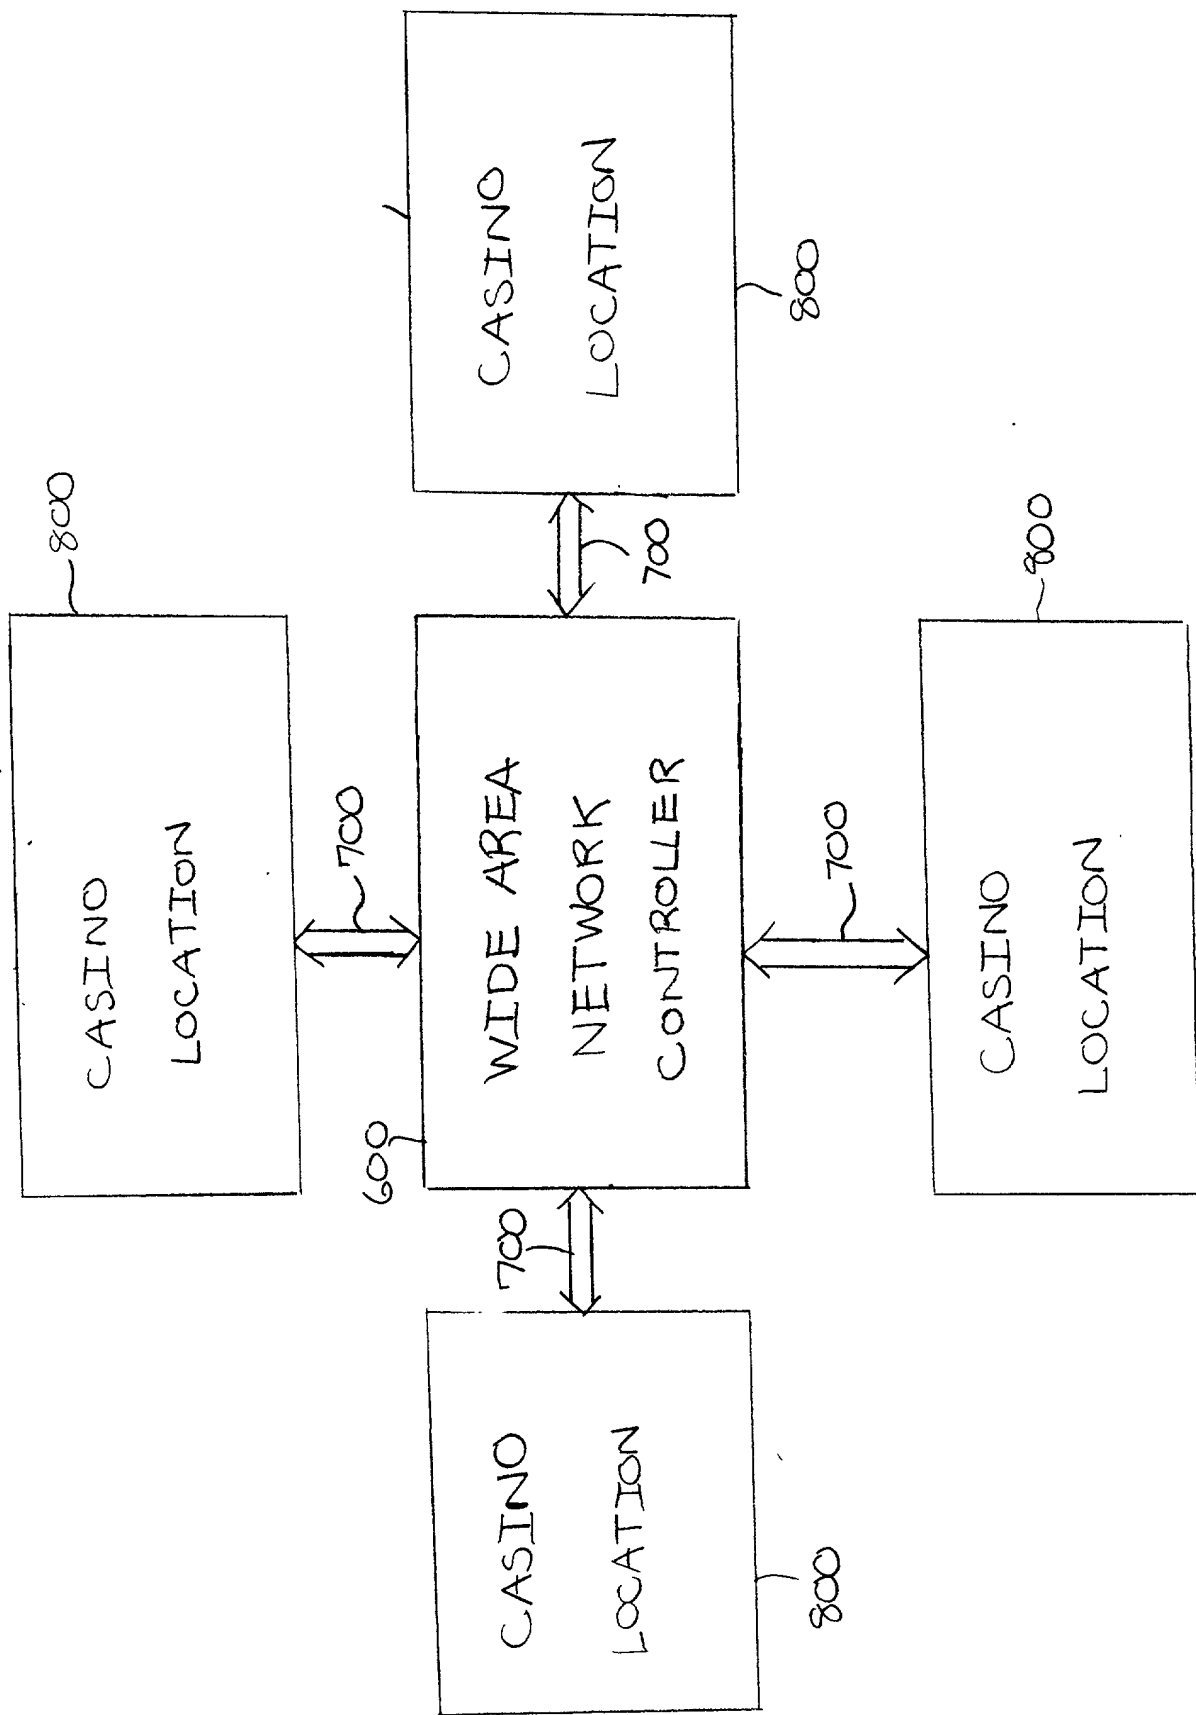 800
CASINO
LOCATION
700
600
CASINO
LOCATION
800
700
WIDE AREA
NETWORK
CONTROLLER
700
CASINO
LOCATION
800
700
800
CASINO
LOCATION